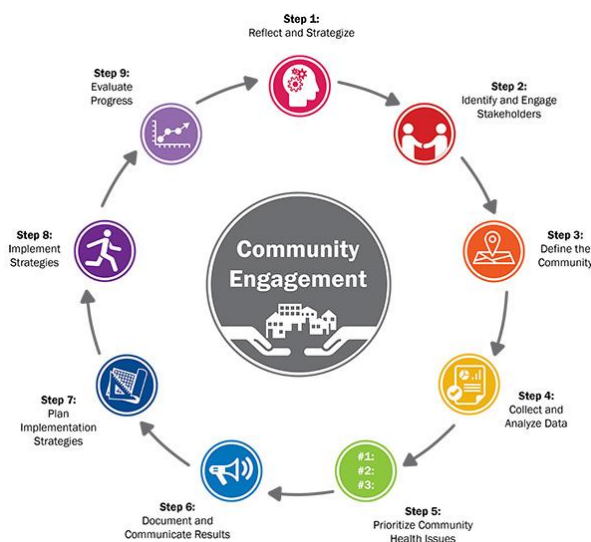 Step 1:
Reflect and Strategize
Step 2:
Identify and Engage
Stakeholders
Step 3:
Define the
Community
Step 4:
Collect and
Analyze Data
#1:
#2:
#3:
Step 5:
Prioritize Community
Health Issues
Step 6:
Document and
Communicate Results
Step 7:
Plan
Implementation
Strategies
Step 8:
Implement
Strategies
Step 9:
Evaluate
Progress
Community
Engagement